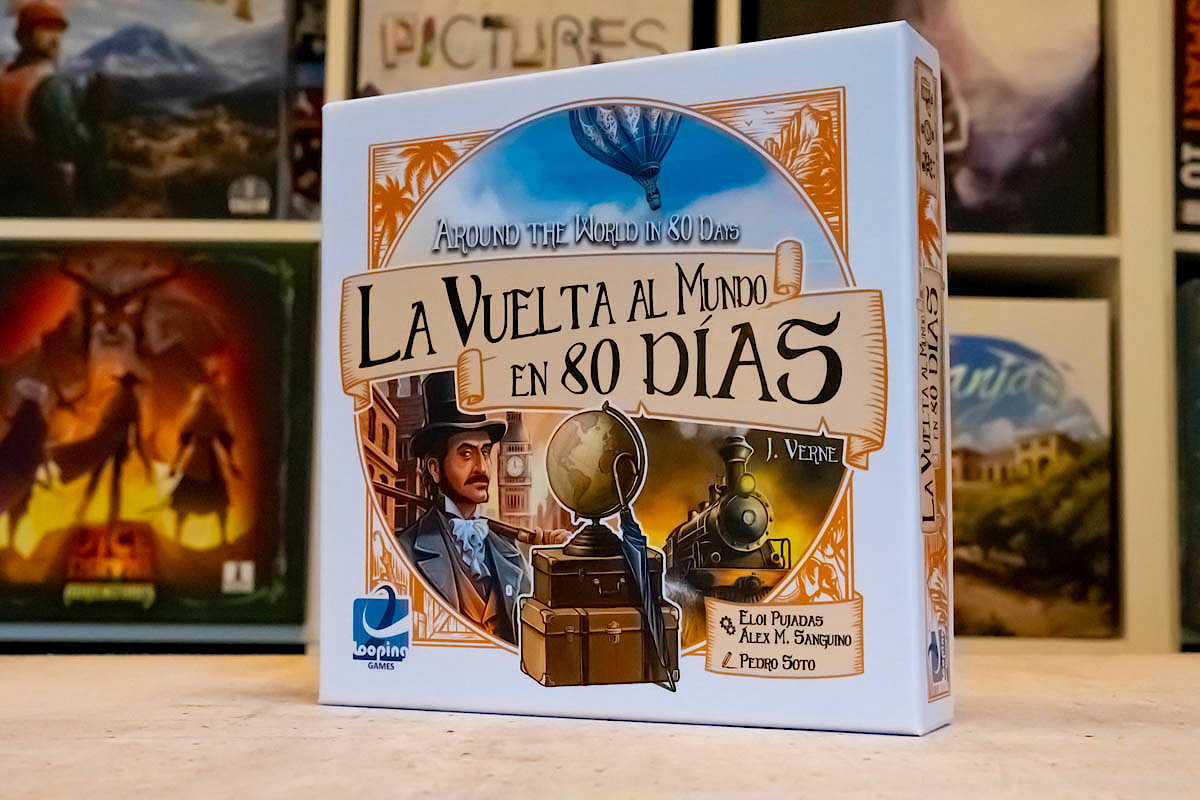 PICTURES
AROUND THE WORLD IN 80 DAYS
LA VUELTA AL MUNDO
EN 80 DÍAS
J. VERNE
ELOI PUJADAS
ÁLEX M. SANGUINO
PEDRO SOTO
Looping
GAMES
LA VUELTA AL MUNDO
EN 80 DÍAS